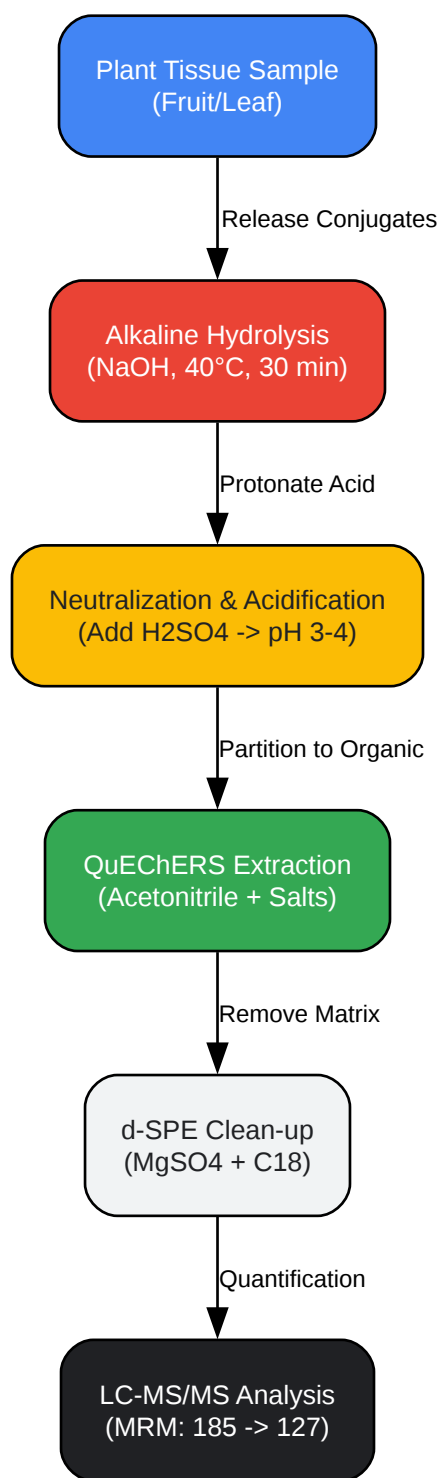 Plant Tissue Sample
(Fruit/Leaf)
Release Conjugates
Alkaline Hydrolysis
(NaOH, 40°C, 30 min)
Protonate Acid
Neutralization & Acidification
(Add H2SO4 -> pH 3-4)
Partition to Organic
QuEChERS Extraction
(Acetonitrile + Salts)
Remove Matrix
d-SPE Clean-up
(MgSO4 + C18)
Quantification
LC-MS/MS Analysis
(MRM: 185 -> 127)